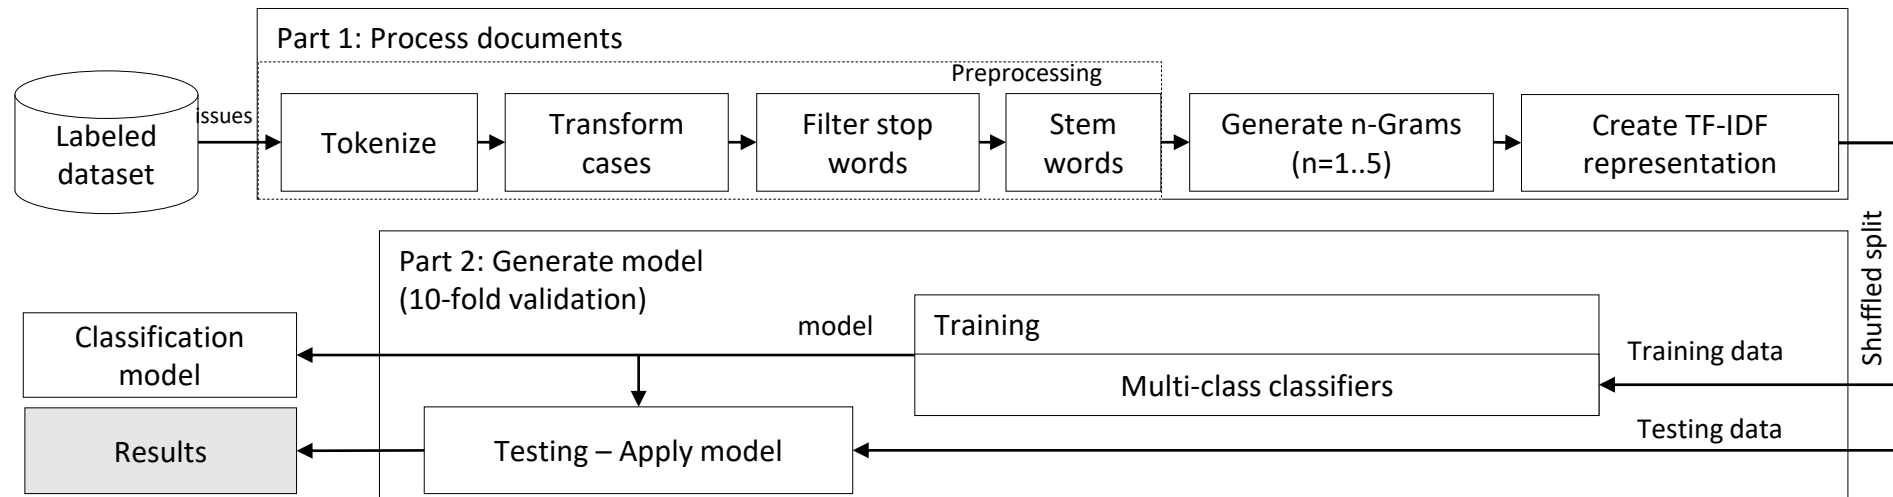 Part 1: Process documents
Preprocessing
Labeled
dataset
issues
Tokenize
Transform
cases
Filter stop
words
Stem
words
Generate n-Grams
(n=1..5)
Create TF-IDF
representation
Shuffled split
Part 2: Generate model
(10-fold validation)
Classification
model
model
Training
Multi-class classifiers
Training data
Results
Testing – Apply model
Testing data